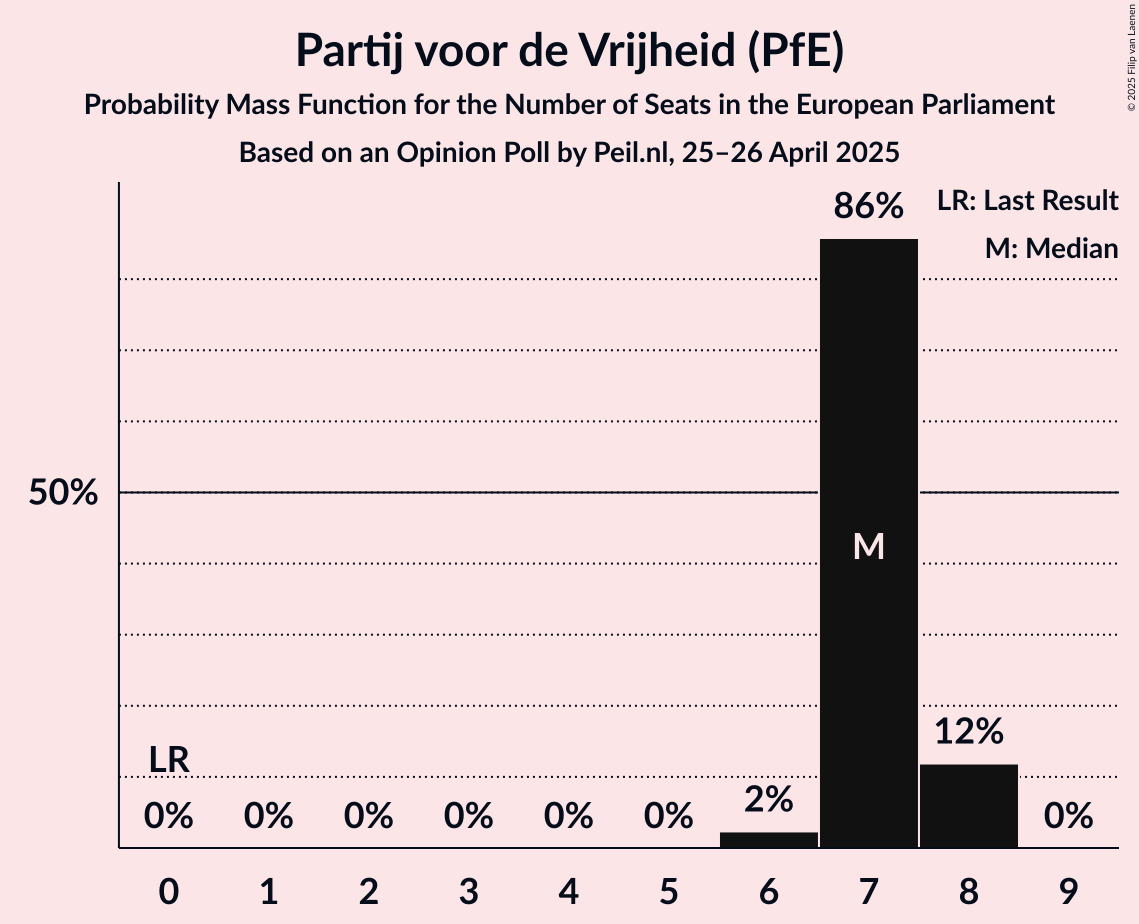 Partij voor de Vrijheid (PfE)
Probability Mass Function for the Number of Seats in the European Parliament
Based on an Opinion Poll by Peil.nl, 25–26 April 2025
© 2025 Filip van Laenen
LR: Last Result
M: Median
86%
50%
M
LR
12%
2%
0% 0% 0% 0% 0% 0% 0%
0 1 2 3 4 5 6 7 8 9